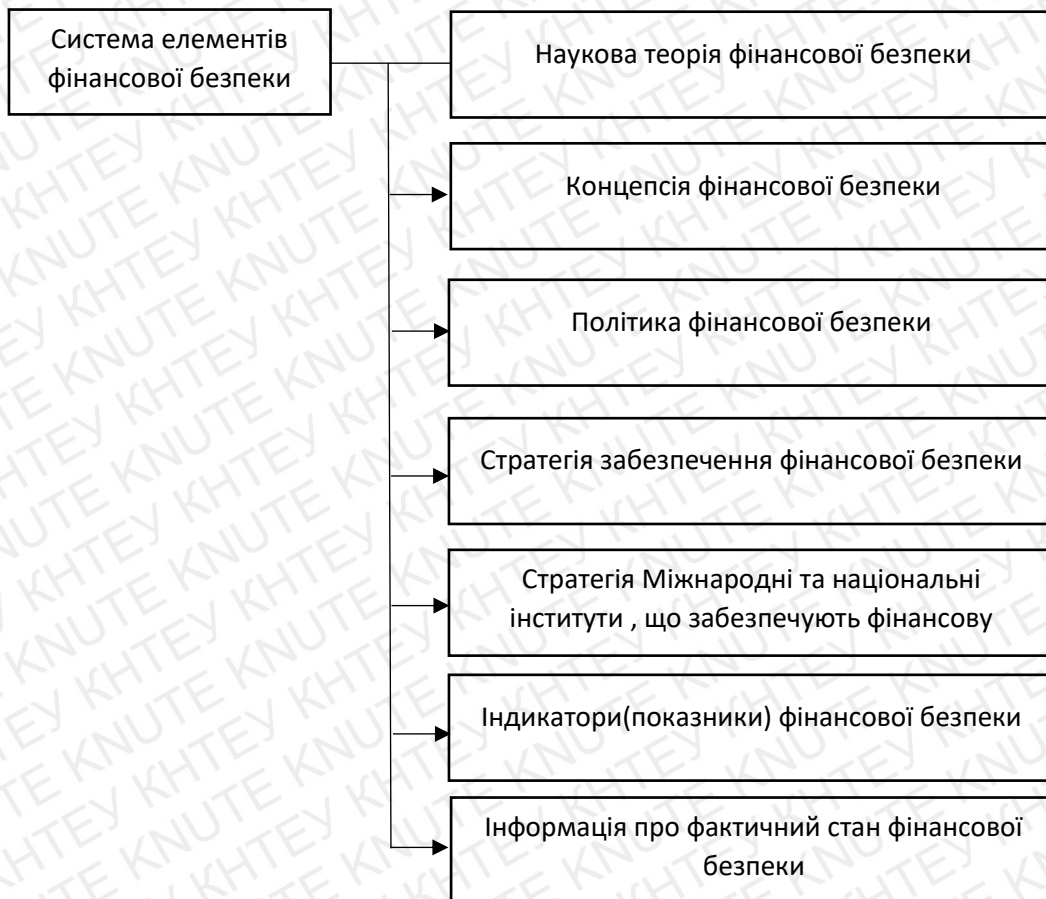 Система елементів
фінансової безпеки
Наукова теорія фінансової безпеки
Концепсія фінансової безпеки
Політика фінансової безпеки
Стратегія забезпечення фінансової безпеки
Стратегія Міжнародні та національні
інститути , що забезпечують фінансову
Індикатори(показники) фінансової безпеки
Інформація про фактичний стан фінансової
безпеки